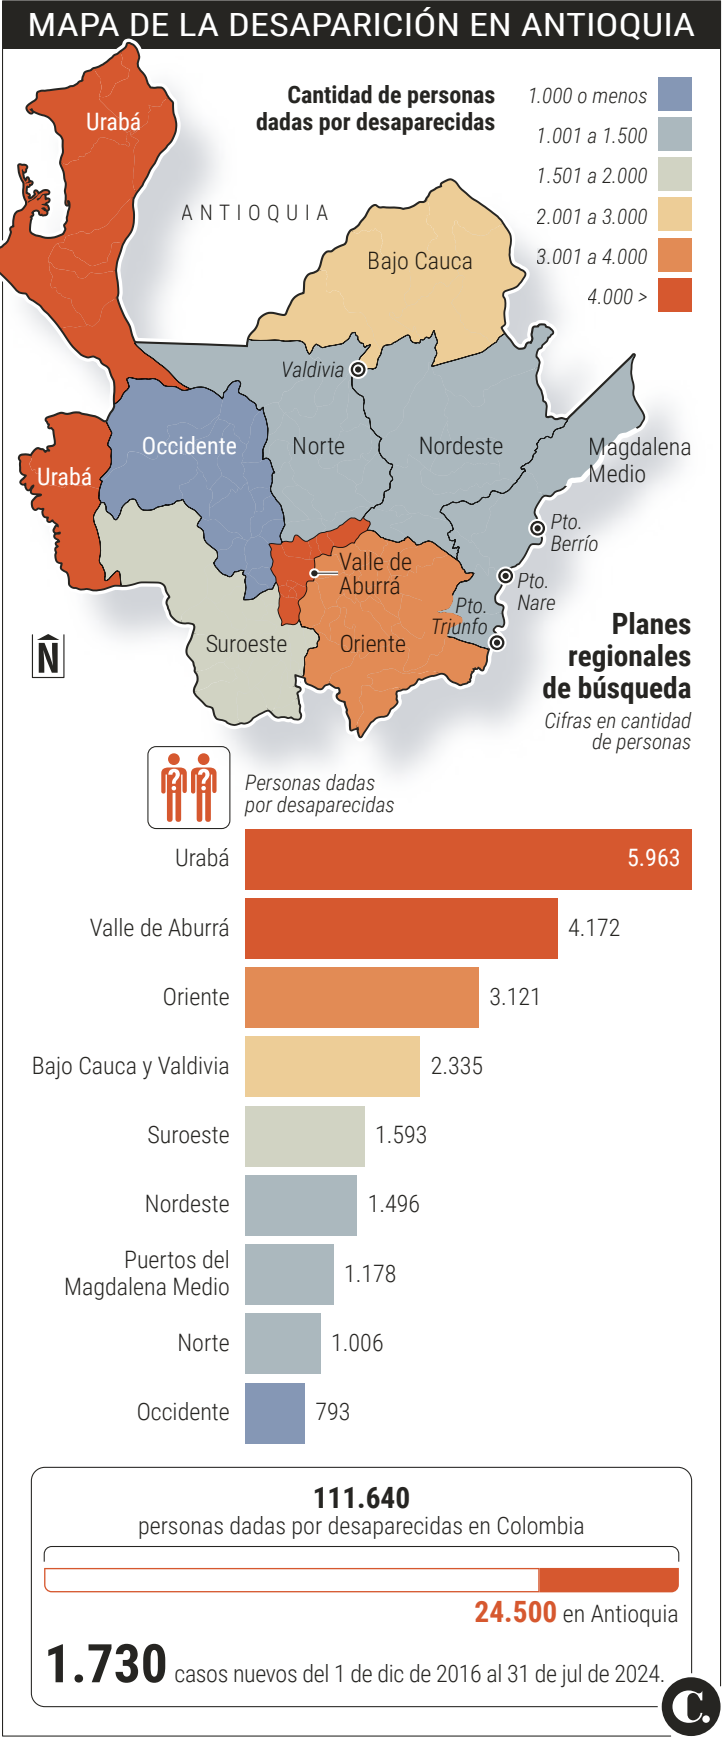 MAPA DE LA DESAPARICIÓN EN ANTIOQUIA
Cantidad de personas
dadas por desaparecidas
1.000 o menos
1.001 a 1.500
1.501 a 2.000
2.001 a 3.000
3.001 a 4.000
4.000 >
Urabá
ANTIOQUIA
Bajo Cauca
Valdivia
Occidente
Norte
Nordeste
Magdalena
Medio
Urabá
Pto.
Berrío
Valle de
Aburrá
Pto.
Nare
Pto.
Triunfo
Suroeste
Oriente
N
Planes
regionales
de búsqueda
Cifras en cantidad
de personas
? ?
Personas dadas
por desaparecidas
Urabá 5.963
Valle de Aburrá 4.172
Oriente 3.121
Bajo Cauca y Valdivia 2.335
Suroeste 1.593
Nordeste 1.496
Puertos del
Magdalena Medio 1.178
Norte 1.006
Occidente 793
111.640
personas dadas por desaparecidas en Colombia
24.500 en Antioquia
1.730 casos nuevos del 1 de dic de 2016 al 31 de jul de 2024.
C.